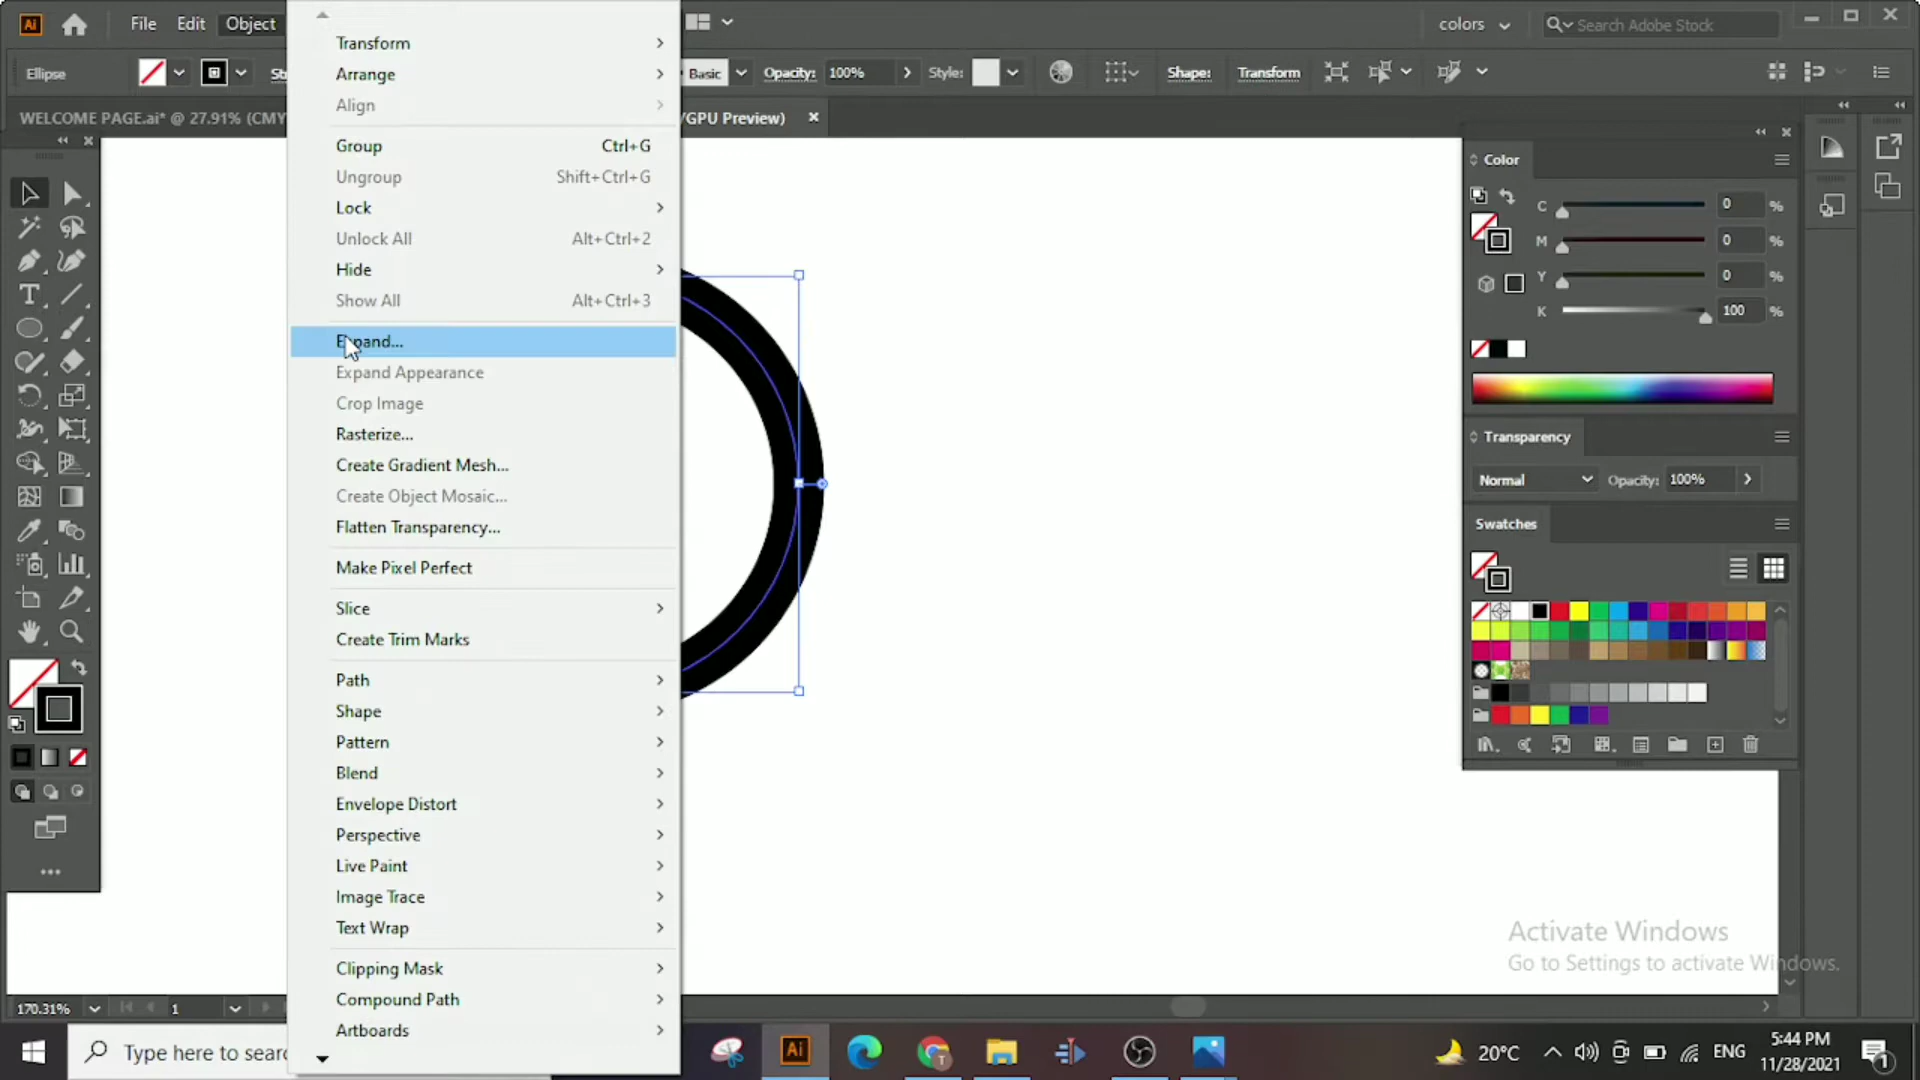 Ai File Edit Object colors Search Adobe Stock
Ellipse Basic Opacity: 100% Style: Shape: Transform
WELCOME PAGE.ai* @ 27.91% (CMY /GPU Preview)
Transform
Arrange
Align
Group Ctrl+G
Ungroup Shift+Ctrl+G
Lock
Unlock All Alt+Ctrl+2
Hide
Show All Alt+Ctrl+3
Expand...
Expand Appearance
Crop Image
Rasterize...
Create Gradient Mesh...
Create Object Mosaic...
Flatten Transparency...
Make Pixel Perfect
Slice
Create Trim Marks
Path
Shape
Pattern
Blend
Envelope Distort
Perspective
Live Paint
Image Trace
Text Wrap
Clipping Mask
Compound Path
Artboards
Color
C 0 %
M 0 %
Y 0 %
K 100 %
Transparency
Normal Opacity: 100%
Swatches
Activate Windows
Go to Settings to activate Windows.
170.31% 1
Type here to searc Ai 20°C ENG 5:44 PM
11/28/2021 1